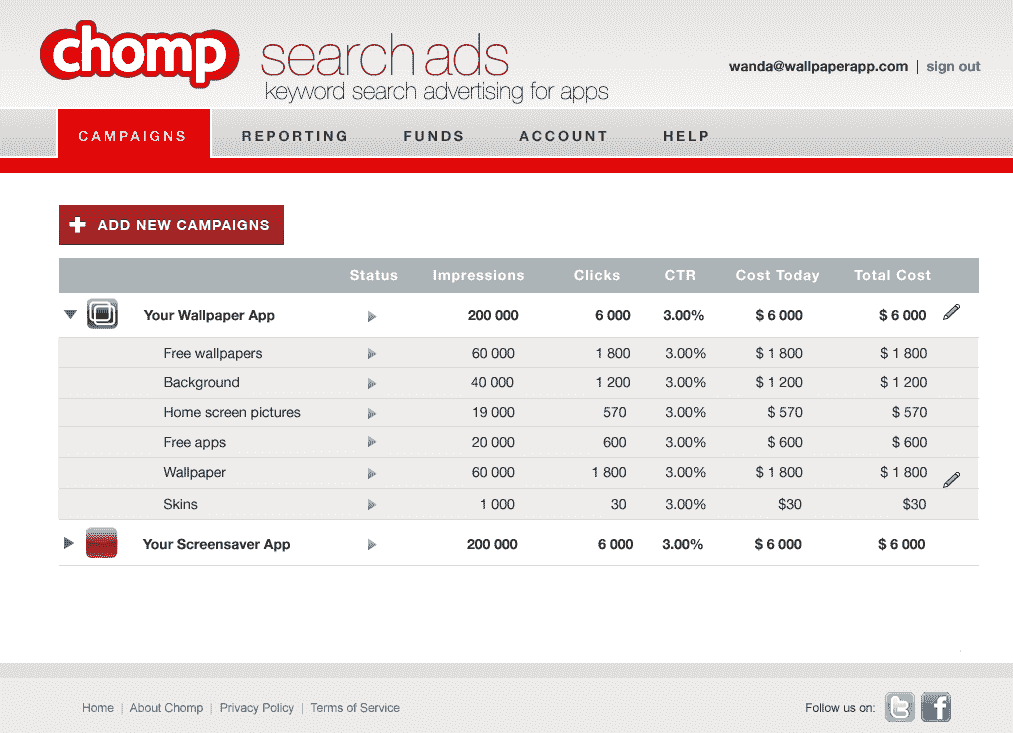 chomp search ads
keyword search advertising for apps
wanda@wallpaperapp.com | sign out
CAMPAIGNS REPORTING FUNDS ACCOUNT HELP
ADD NEW CAMPAIGNS
Status Impressions Clicks CTR Cost Today Total Cost
Your Wallpaper App 200 000 6 000 3.00% $ 6 000 $ 6 000
Free wallpapers 60 000 1 800 3.00% $ 1 800 $ 1 800
Background 40 000 1 200 3.00% $ 1 200 $ 1 200
Home screen pictures 19 000 570 3.00% $ 570 $ 570
Free apps 20 000 600 3.00% $ 600 $ 600
Wallpaper 60 000 1 800 3.00% $ 1 800 $ 1 800
Skins 1 000 30 3.00% $30 $30
Your Screensaver App 200 000 6 000 3.00% $ 6 000 $ 6 000
Home | About Chomp | Privacy Policy | Terms of Service Follow us on: